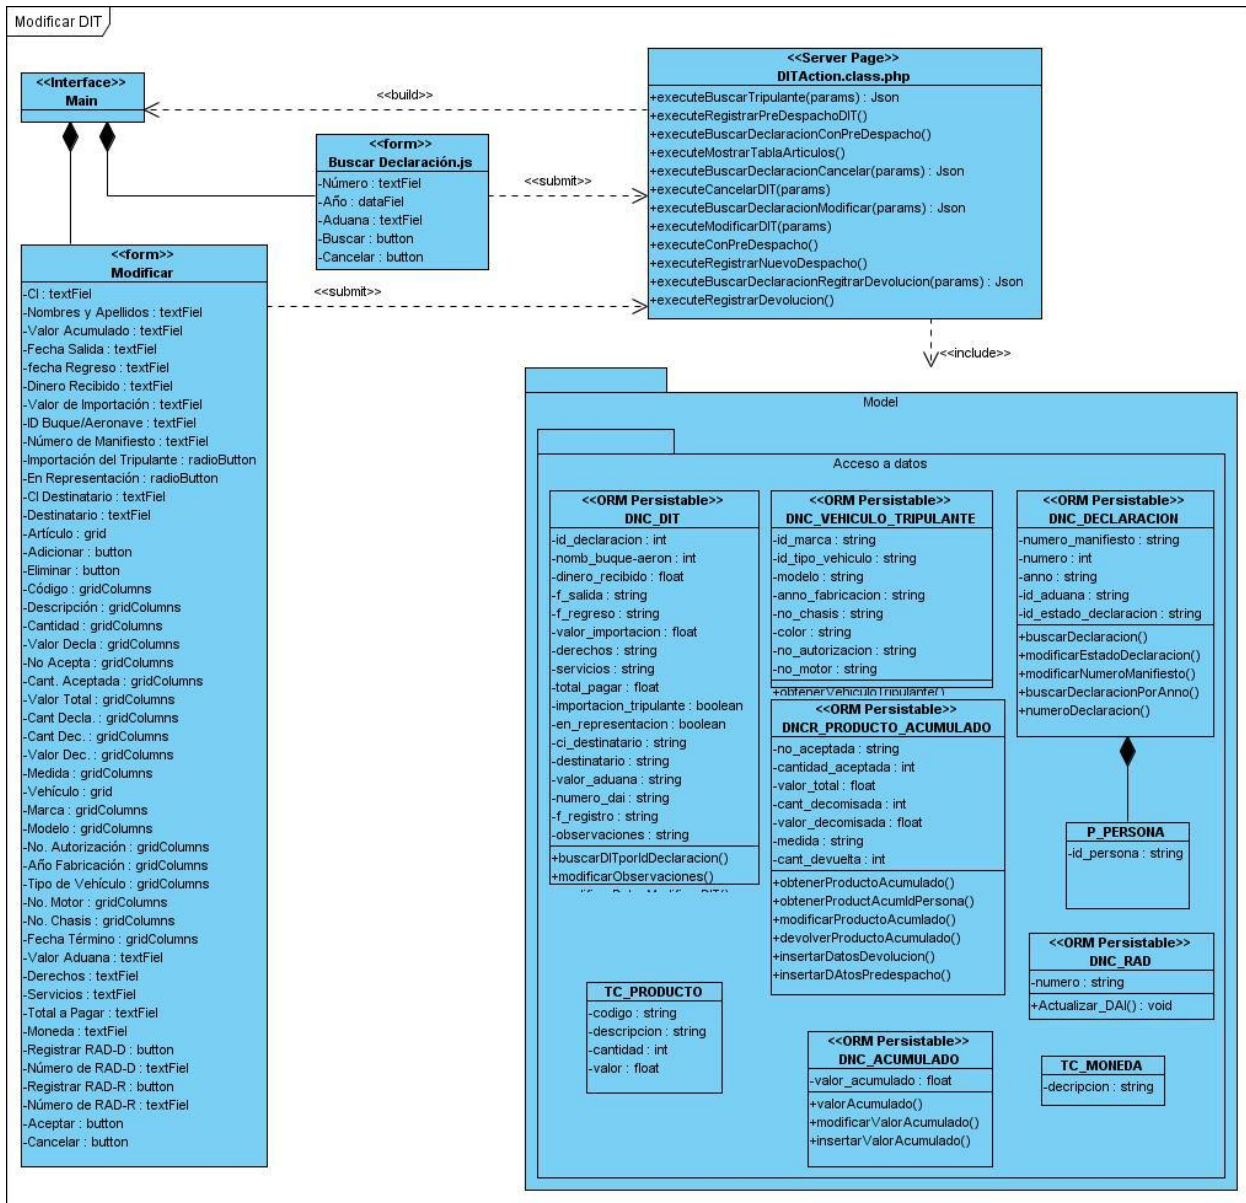 Modificar DIT
<<Interface>>
Main
<<build>>
<<form>>
Buscar Declaración.js
-Número : textFiel
-Año : dataFiel
-Aduana : textFiel
-Buscar : button
-Cancelar : button
<<submit>>
<<Server Page>>
DITAction.class.php
+executeBuscarTripulante(params) : Json
+executeRegistrarPreDespachoDIT()
+executeBuscarDeclaracionConPreDespacho()
+executeMostrarTablaArticulos()
+executeBuscarDeclaracionCancelar(params) : Json
+executeCancelarDIT(params)
+executeBuscarDeclaracionModificar(params) : Json
+executeModificarDIT(params)
+executeConPreDespacho()
+executeRegistrarNuevoDespacho()
+executeBuscarDeclaracionRegitrarDevolucion(params) : Json
+executeRegistrarDevolucion()
<<submit>>
<<include>>
<<form>>
Modificar
-CI : textFiel
-Nombres y Apellidos : textFiel
-Valor Acumulado : textFiel
-Fecha Salida : textFiel
-fecha Regreso : textFiel
-Dinero Recibido : textFiel
-Valor de Importación : textFiel
-ID Buque/Aeronave : textFiel
-Número de Manifiesto : textFiel
-Importación del Tripulante : radioButton
-En Representación : radioButton
-CI Destinatario : textFiel
-Destinatario : textFiel
-Artículo : grid
-Adicionar : button
-Eliminar : button
-Código : gridColumns
-Descripción : gridColumns
-Cantidad : gridColumns
-Valor Decla : gridColumns
-No Acepta : gridColumns
-Cant. Aceptada : gridColumns
-Valor Total : gridColumns
-Cant Decla. : gridColumns
-Cant Dec. : gridColumns
-Valor Dec. : gridColumns
-Medida : gridColumns
-Vehículo : grid
-Marca : gridColumns
-Modelo : gridColumns
-No. Autorización : gridColumns
-Año Fabricación : gridColumns
-Tipo de Vehículo : gridColumns
-No. Motor : gridColumns
-No. Chasis : gridColumns
-Fecha Término : gridColumns
-Valor Aduana : textFiel
-Derechos : textFiel
-Servicios : textFiel
-Total a Pagar : textFiel
-Moneda : textFiel
-Registrar RAD-D : button
-Número de RAD-D : textFiel
-Registrar RAD-R : button
-Número de RAD-R : textFiel
-Aceptar : button
-Cancelar : button
Model
Acceso a datos
<<ORM Persistable>>
DNC_DIT
-id_declaracion : int
-nomb_buque-aeron : int
-dinero_recibido : float
-f_salida : string
-f_regreso : string
-valor_importacion : float
-derechos : string
-servicios : string
-total_pagar : float
-importacion_tripulante : boolean
-en_representacion : boolean
-ci_destinatario : string
-destinatario : string
-valor_aduana : string
-numero_dai : string
-f_registro : string
-observaciones : string
+buscarDITporIdDeclaracion()
+modificarObservaciones()
<<ORM Persistable>>
DNC_VEHICULO_TRIPULANTE
-id_marca : string
-id_tipo_vehiculo : string
-modelo : string
-anno_fabricacion : string
-no_chasis : string
-color : string
-no_autorizacion : string
-no_motor : string
+obtenerVehiculoTripulante()
<<ORM Persistable>>
DNC_DECLARACION
-numero_manifiesto : string
-numero : int
-anno : string
-id_aduana : string
-id_estado_declaracion : string
+buscarDeclaracion()
+modificarEstadoDeclaracion()
+modificarNumeroManifiesto()
+buscarDeclaracionPorAnno()
+numeroDeclaracion()
<<ORM Persistable>>
DNCR_PRODUCTO_ACUMULADO
-no_aceptada : string
-cantidad_aceptada : int
-valor_total : float
-cant_decomisada : int
-valor_decomisada : float
-medida : string
-cant_devuelta : int
+obtenerProductoAcumulado()
+obtenerProductAcumIdPersona()
+modificarProductoAcumlado()
+devolverProductoAcumulado()
+insertarDatosDevolucion()
+insertarDAtosPredespacho()
P_PERSONA
-id_persona : string
<<ORM Persistable>>
DNC_RAD
-numero : string
+Actualizar_DAI() : void
TC_PRODUCTO
-codigo : string
-descripcion : string
-cantidad : int
-valor : float
<<ORM Persistable>>
DNC_ACUMULADO
-valor_acumulado : float
+valorAcumulado()
+modificarValorAcumulado()
+insertarValorAcumulado()
TC_MONEDA
-decripcion : string